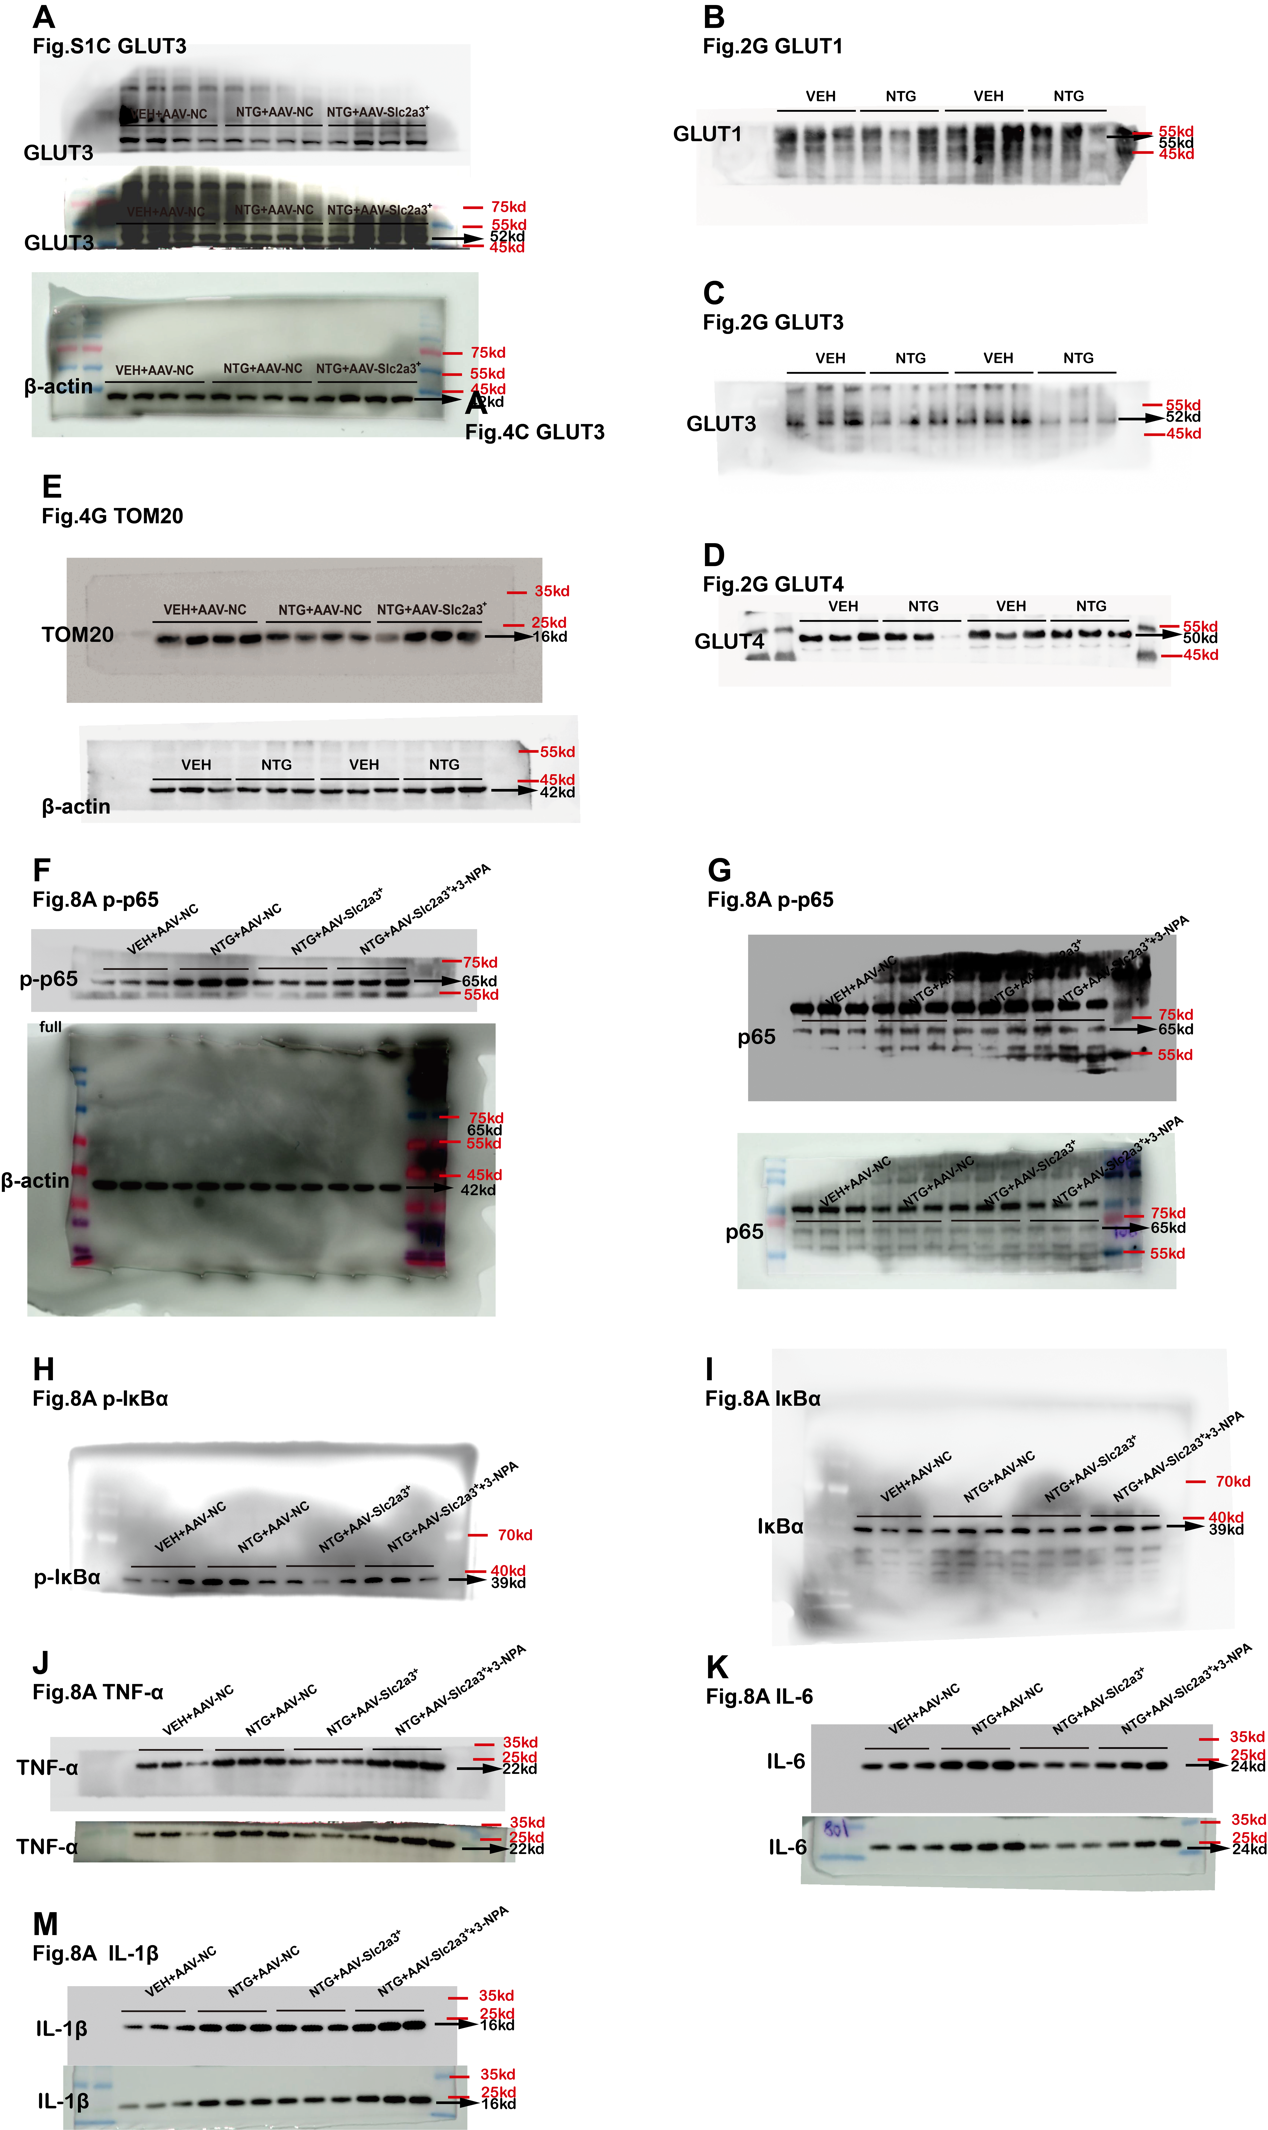 A
Fig.S1C GLUT3
VEH+AAV-NC NTG+AAV-NC NTG+AAV-Slc2a3+
GLUT3
VEH+AAV-NC NTG+AAV-NC NTG+AAV-Slc2a3+
75kd
55kd
52kd
45kd
GLUT3
VEH+AAV-NC NTG+AAV-NC NTG+AAV-Slc2a3+
75kd
55kd
45kd
β-actin
A
Fig.4C GLUT3
B
Fig.2G GLUT1
VEH NTG VEH NTG
GLUT1
55kd
55kd
45kd
C
Fig.2G GLUT3
VEH NTG VEH NTG
GLUT3
55kd
52kd
45kd
D
Fig.2G GLUT4
VEH NTG VEH NTG
GLUT4
55kd
50kd
45kd
E
Fig.4G TOM20
VEH+AAV-NC NTG+AAV-NC NTG+AAV-Slc2a3+
TOM20
35kd
25kd
16kd
VEH NTG VEH NTG
β-actin
55kd
45kd
42kd
F
Fig.8A p-p65
VEH+AAV-NC NTG+AAV-NC NTG+AAV-Slc2a3+ NTG+AAV-Slc2a3++3-NPA
p-p65
75kd
65kd
55kd
full
75kd
65kd
55kd
45kd
42kd
β-actin
G
Fig.8A p-p65
VEH+AAV-NC NTG+AAV-NC NTG+AAV-Slc2a3+ NTG+AAV-Slc2a3++3-NPA
p65
75kd
65kd
55kd
VEH+AAV-NC NTG+AAV-NC NTG+AAV-Slc2a3+ NTG+AAV-Slc2a3++3-NPA
p65
75kd
65kd
55kd
H
Fig.8A p-IκBα
VEH+AAV-NC NTG+AAV-NC NTG+AAV-Slc2a3+ NTG+AAV-Slc2a3++3-NPA
p-IκBα
70kd
40kd
39kd
I
Fig.8A IκBα
VEH+AAV-NC NTG+AAV-NC NTG+AAV-Slc2a3+ NTG+AAV-Slc2a3++3-NPA
IκBα
70kd
40kd
39kd
J
Fig.8A TNF-α
VEH+AAV-NC NTG+AAV-NC NTG+AAV-Slc2a3+ NTG+AAV-Slc2a3++3-NPA
TNF-α
35kd
25kd
22kd
TNF-α
35kd
25kd
22kd
K
Fig.8A IL-6
VEH+AAV-NC NTG+AAV-NC NTG+AAV-Slc2a3+ NTG+AAV-Slc2a3++3-NPA
IL-6
35kd
25kd
24kd
801
IL-6
35kd
25kd
24kd
M
Fig.8A IL-1β
VEH+AAV-NC NTG+AAV-NC NTG+AAV-Slc2a3+ NTG+AAV-Slc2a3++3-NPA
IL-1β
35kd
25kd
16kd
IL-1β
35kd
25kd
16kd